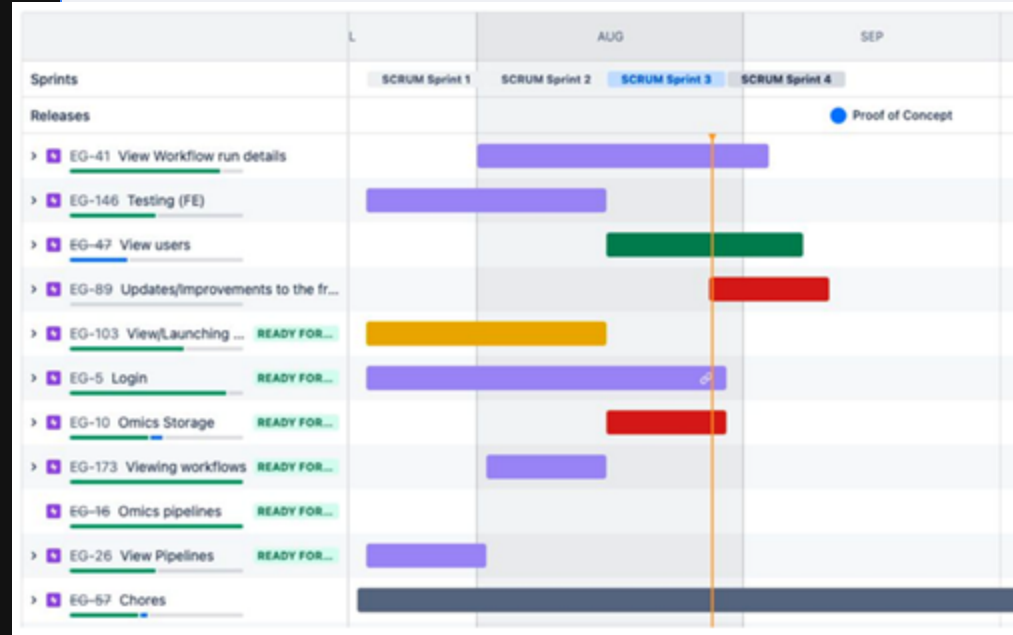 L AUG SEP
Sprints SCRUM Sprint 1 SCRUM Sprint 2 SCRUM Sprint 3 SCRUM Sprint 4
Releases Proof of Concept
EG-41 View Workflow run details
EG-146 Testing (FE)
EG-47 View users
EG-89 Updates/Improvements to the fr...
EG-103 View/Launching ... READY FOR...
EG-5 Login READY FOR...
EG-10 Omics Storage READY FOR...
EG-173 Viewing workflows READY FOR...
EG-16 Omics pipelines READY FOR...
EG-26 View Pipelines READY FOR...
EG-57 Chores